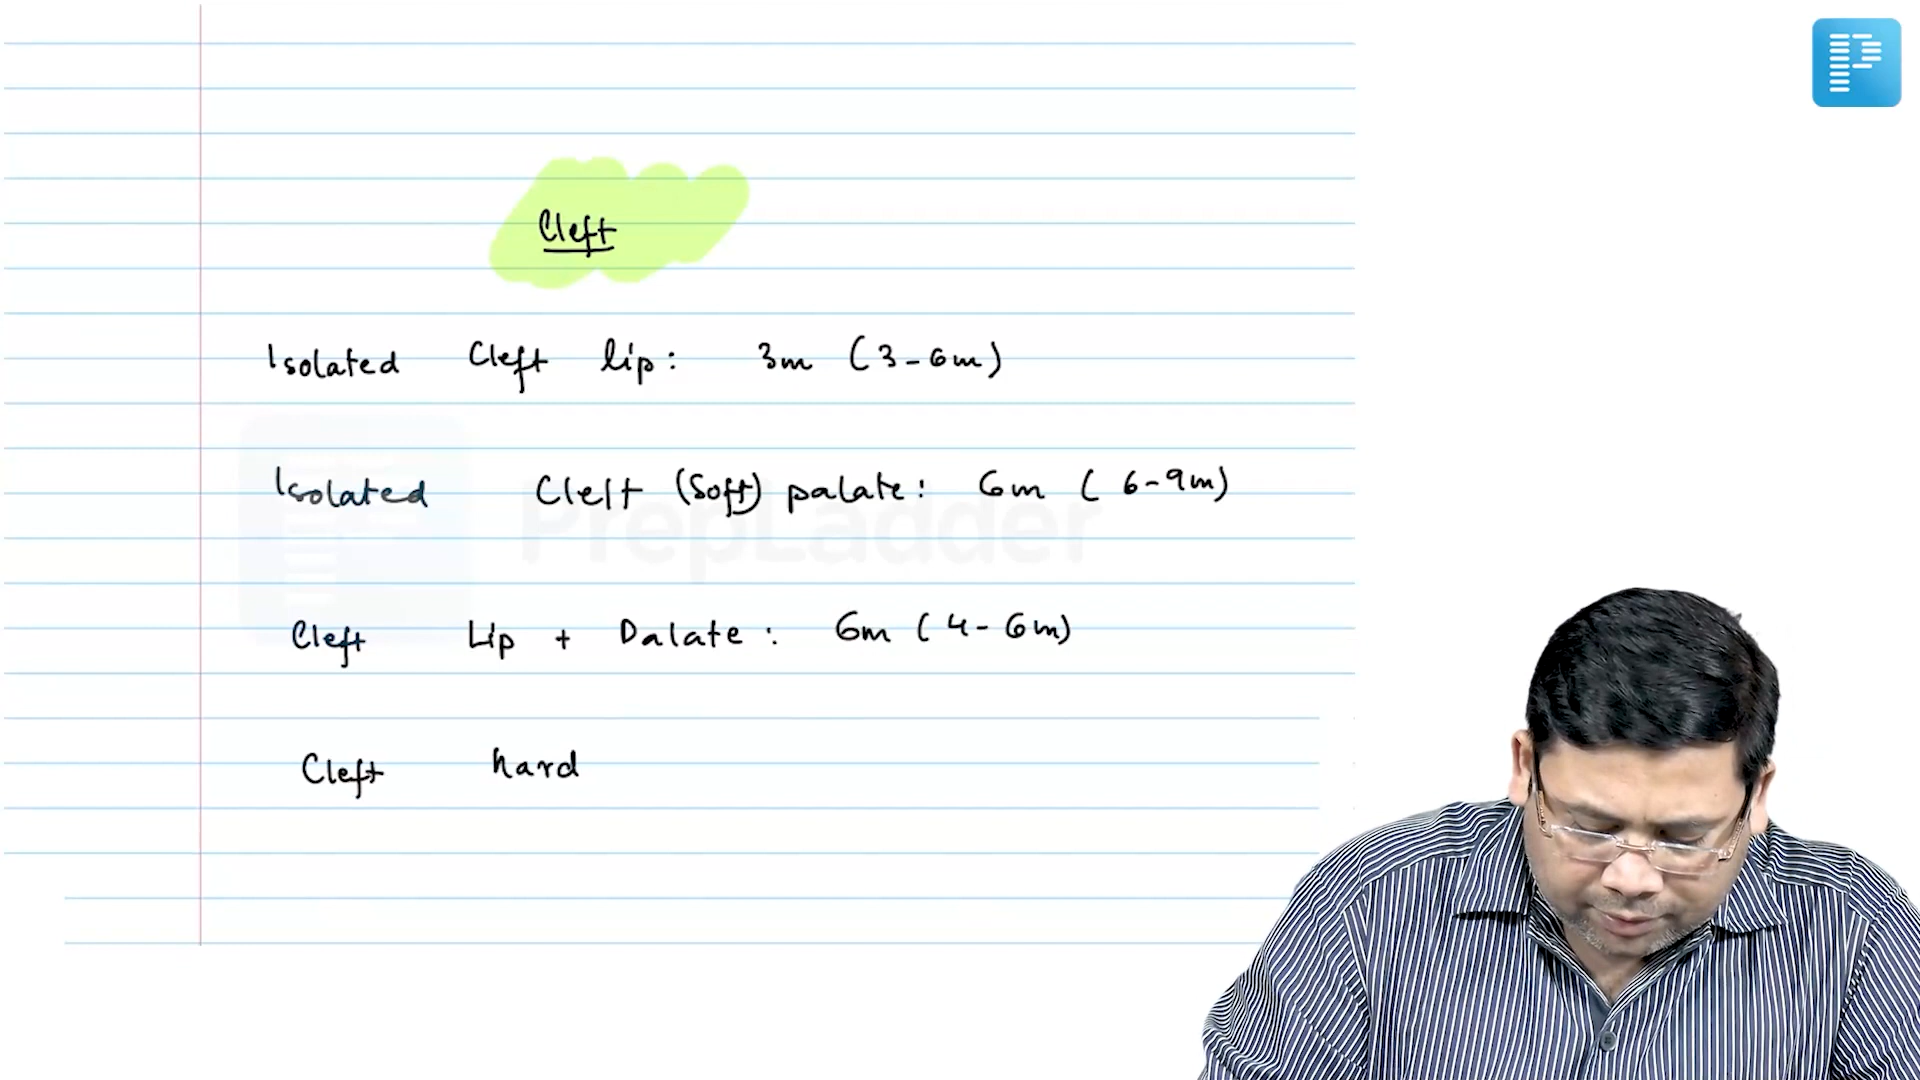 Cleft
Isolated Cleft lip: 3m (3-6m)
Isolated Cleft (Soft) palate: 6m (6-9m)
PrepLadder
Cleft Lip + Palate: 6m (4-6m)
Cleft hard